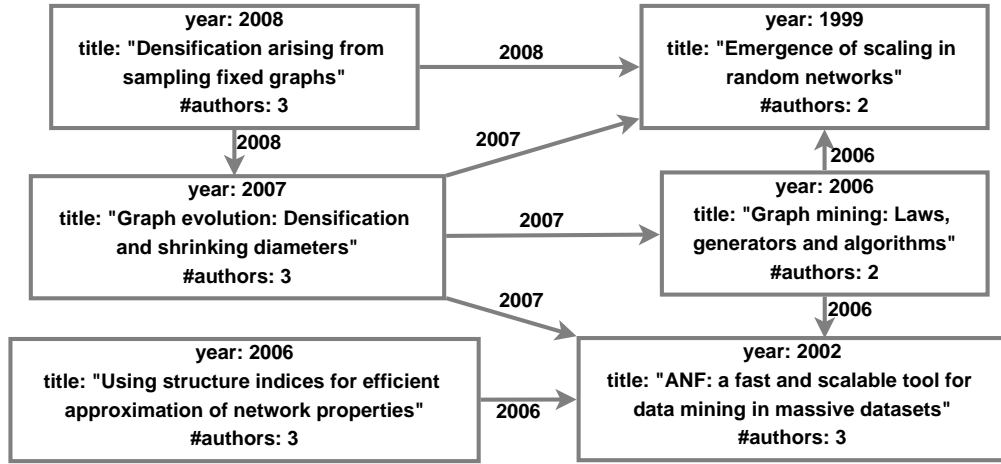 year: 2008
title: "Densification arising from
sampling fixed graphs"
#authors: 3
2008
year: 1999
title: "Emergence of scaling in
random networks"
#authors: 2
2008
2007
2006
year: 2007
title: "Graph evolution: Densification
and shrinking diameters"
#authors: 3
2007
year: 2006
title: "Graph mining: Laws,
generators and algorithms"
#authors: 2
2007
2006
year: 2006
title: "Using structure indices for efficient
approximation of network properties"
#authors: 3
2006
year: 2002
title: "ANF: a fast and scalable tool for
data mining in massive datasets"
#authors: 3